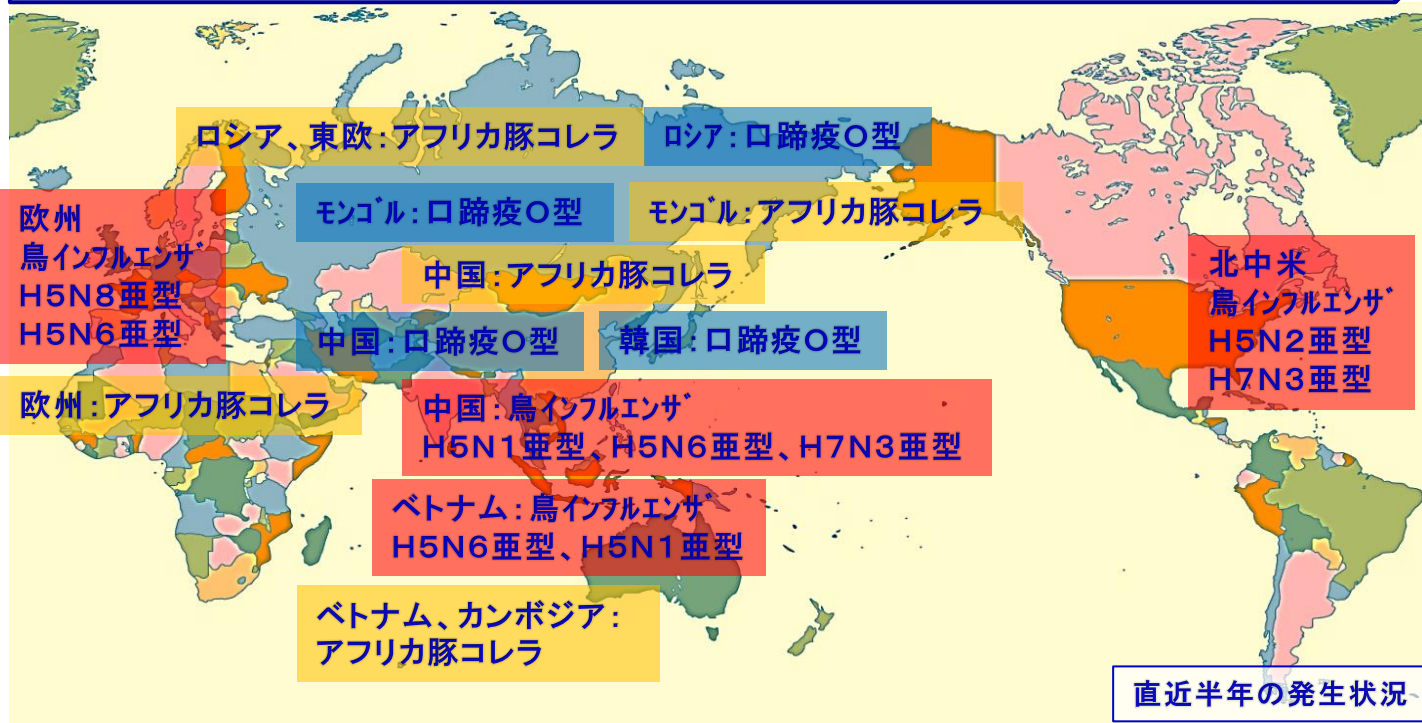 ロシア、東欧：アフリカ豚コレラ
ﾛｼｱ：口蹄疫Ｏ型
欧州
鳥ｲﾝﾌﾙｴﾝｻﾞ
Ｈ５Ｎ８亜型
Ｈ５Ｎ６亜型
ﾓﾝｺﾞﾙ：口蹄疫Ｏ型
ﾓﾝｺﾞﾙ：アフリカ豚コレラ
中国：アフリカ豚コレラ
北中米
鳥ｲﾝﾌﾙｴﾝｻﾞ
Ｈ５Ｎ２亜型
Ｈ７Ｎ３亜型
中国：口蹄疫Ｏ型
韓国：口蹄疫Ｏ型
欧州：アフリカ豚コレラ
中国：鳥ｲﾝﾌﾙｴﾝｻﾞ
Ｈ５Ｎ１亜型、Ｈ５Ｎ６亜型、Ｈ７Ｎ３亜型
ベトナム：鳥ｲﾝﾌﾙｴﾝｻﾞ
Ｈ５Ｎ６亜型、Ｈ５Ｎ１亜型
ベトナム、カンボジア：
アフリカ豚コレラ
直近半年の発生状況